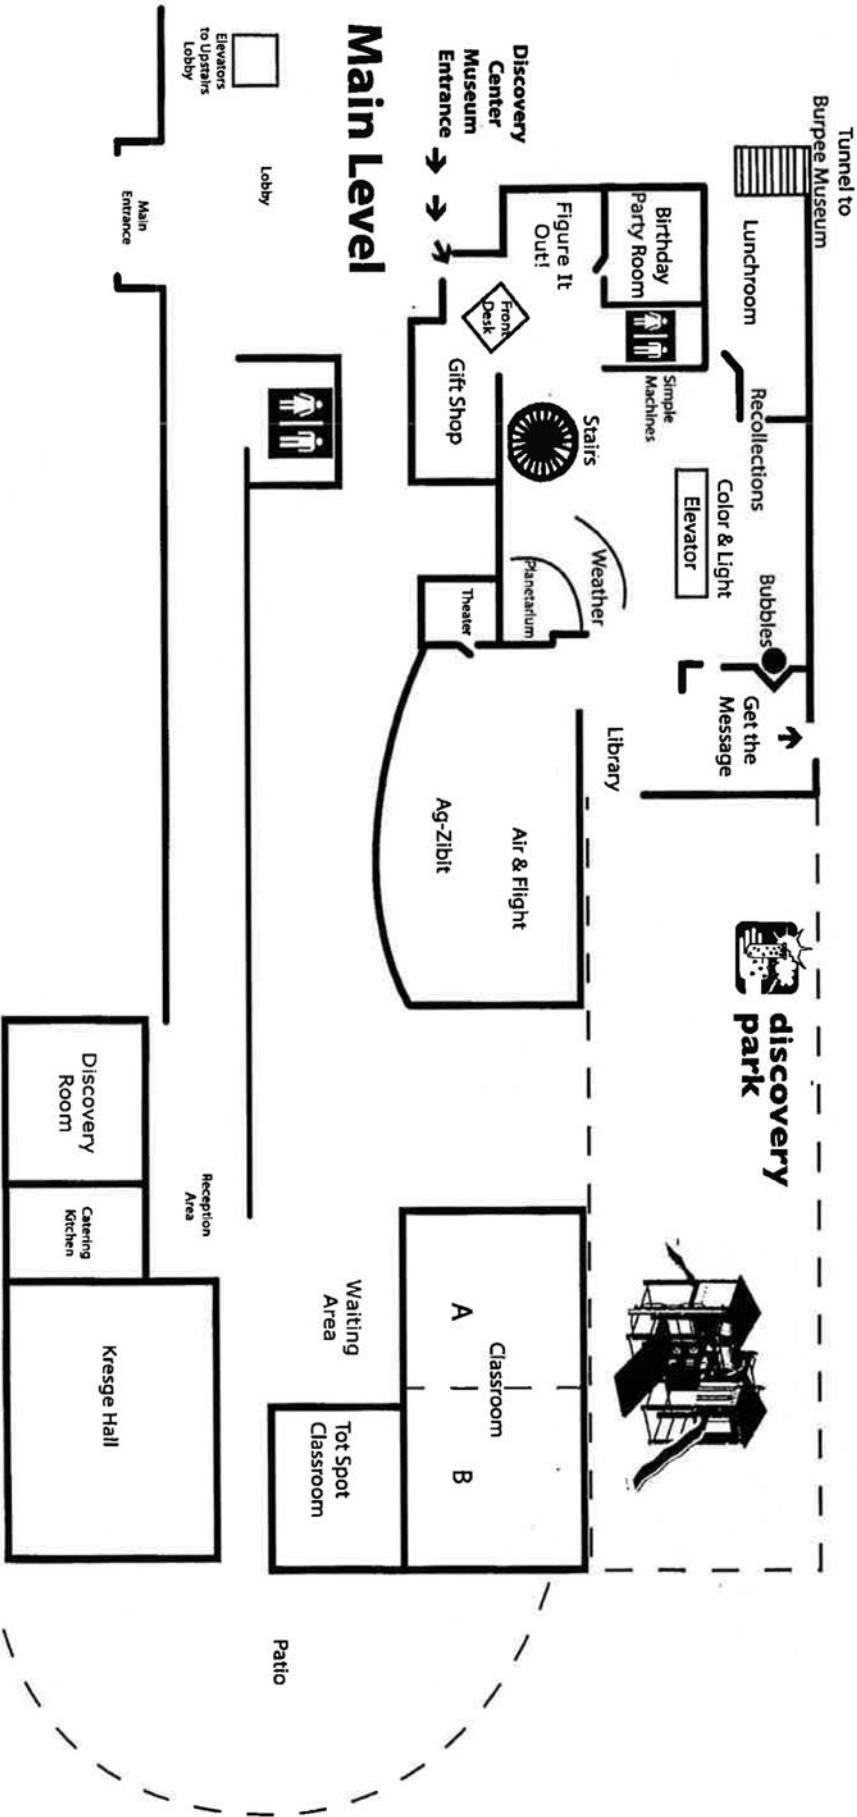 Tunnel to
Burpee Museum
Lunchroom
Recollections
Bubbles
Get the
Message
discovery
park
Birthday
Party Room
Simple
Machines
Color & Light
Elevator
Discovery
Center
Museum
Entrance
Figure It
Out!
Front
Desk
Stairs
Weather
Planetarium
Library
Gift Shop
Theater
Air & Flight
Ag-Zibit
Classroom
A
B
Main Level
Waiting
Area
Tot Spot
Classroom
Elevators
to Upstairs
Lobby
Lobby
Main
Entrance
Reception
Area
Discovery
Room
Catering
Kitchen
Kresge Hall
Patio